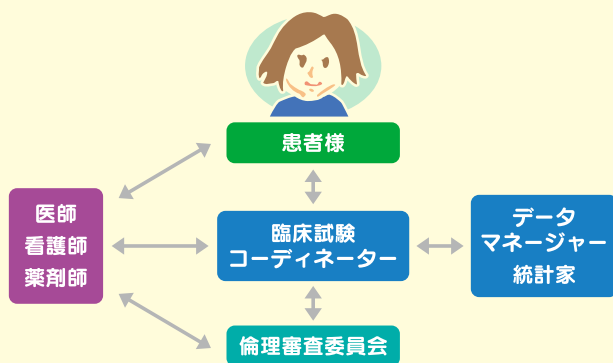 患者様
医師
看護師
薬剤師
臨床試験
コーディネーター
データ
マネージャー
統計家
倫理審査委員会